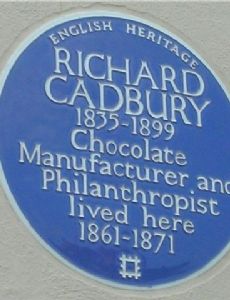 ENGLISH HERITAGE
RICHARD
CADBURY
1835-1899
Chocolate
Manufacturer and
Philanthropist
lived here
1861-1871